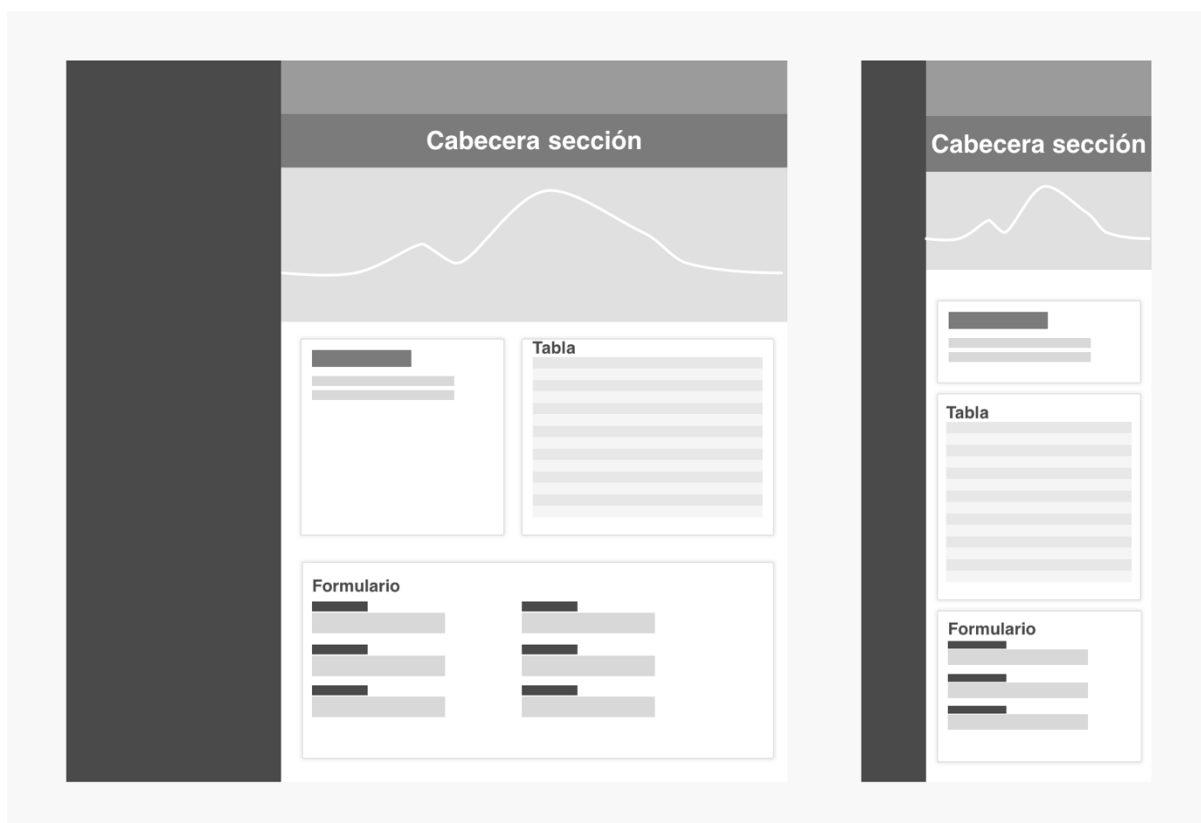 Cabecera sección
Tabla
Formulario
Cabecera sección
Tabla
Formulario